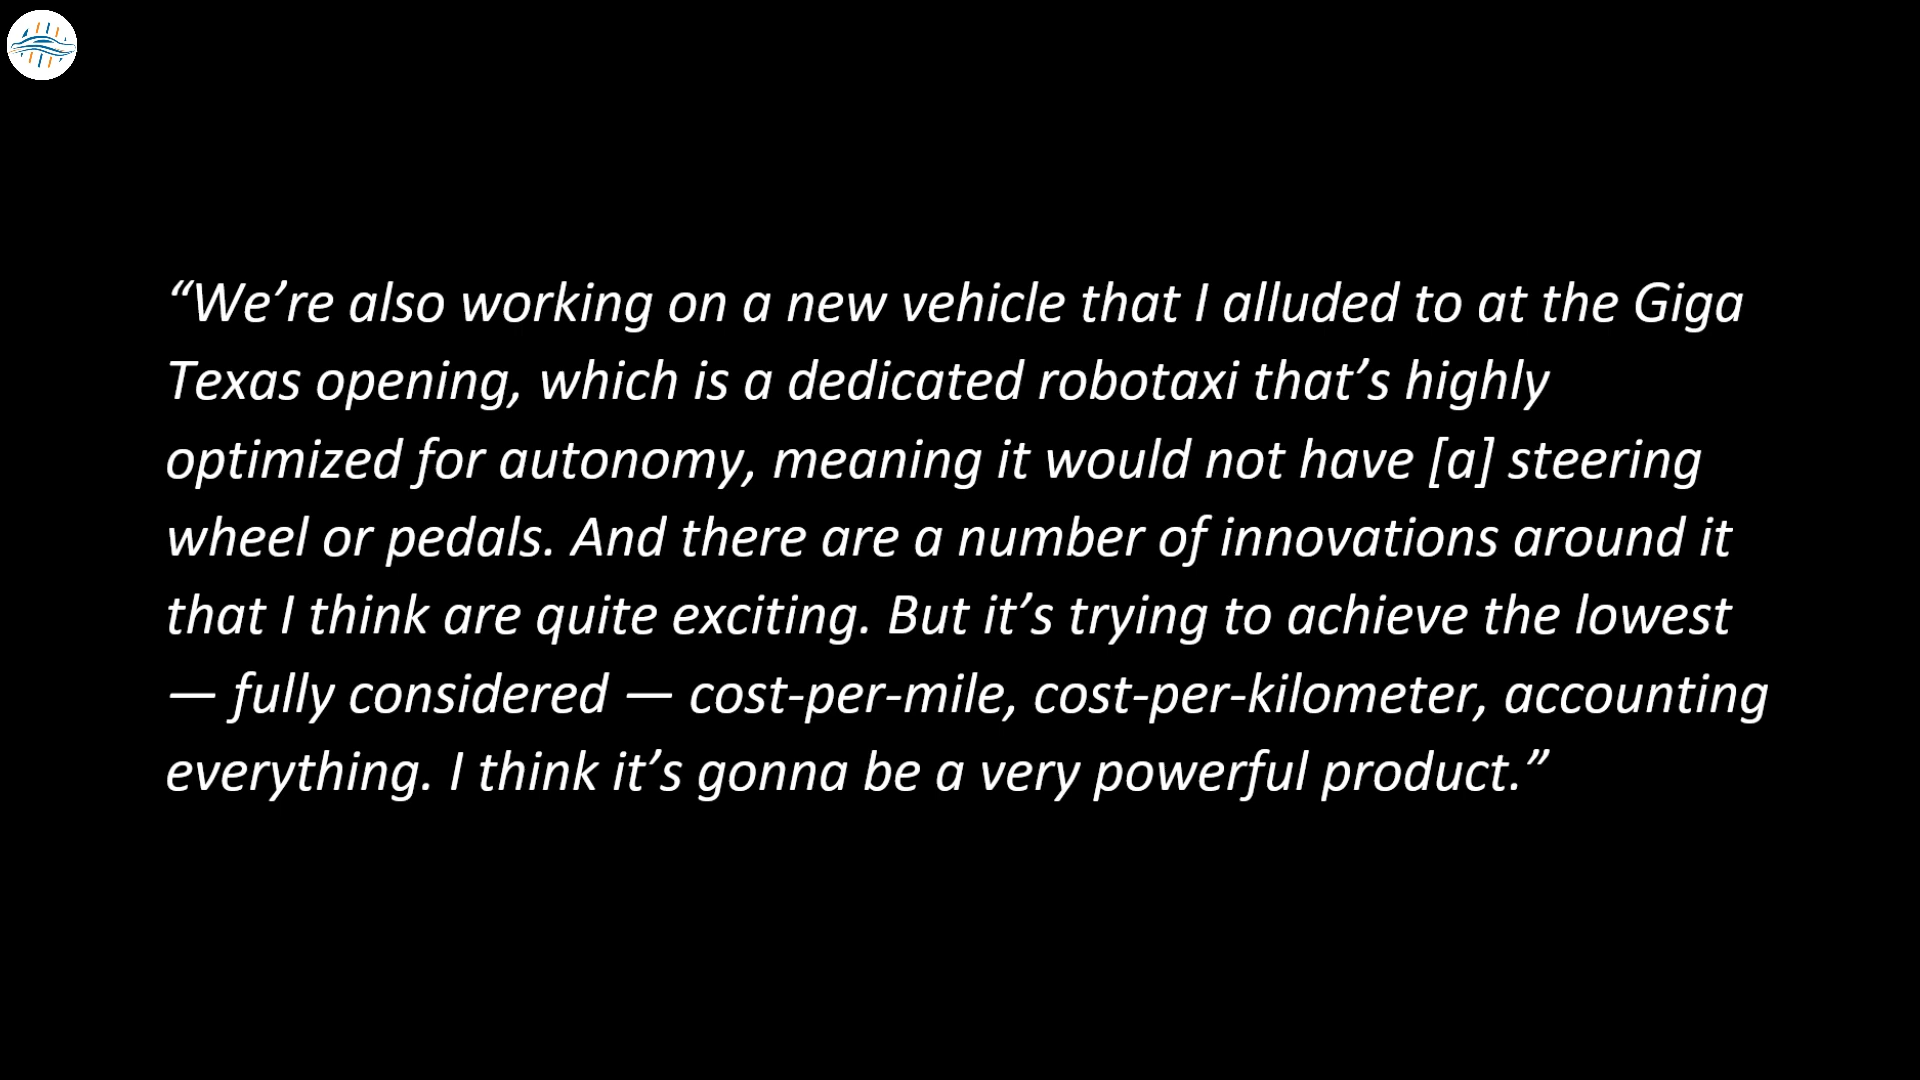 “We’re also working on a new vehicle that I alluded to at the Giga
Texas opening, which is a dedicated robotaxi that’s highly
optimized for autonomy, meaning it would not have [a] steering
wheel or pedals. And there are a number of innovations around it
that I think are quite exciting. But it’s trying to achieve the lowest
— fully considered — cost-per-mile, cost-per-kilometer, accounting
everything. I think it’s gonna be a very powerful product.”